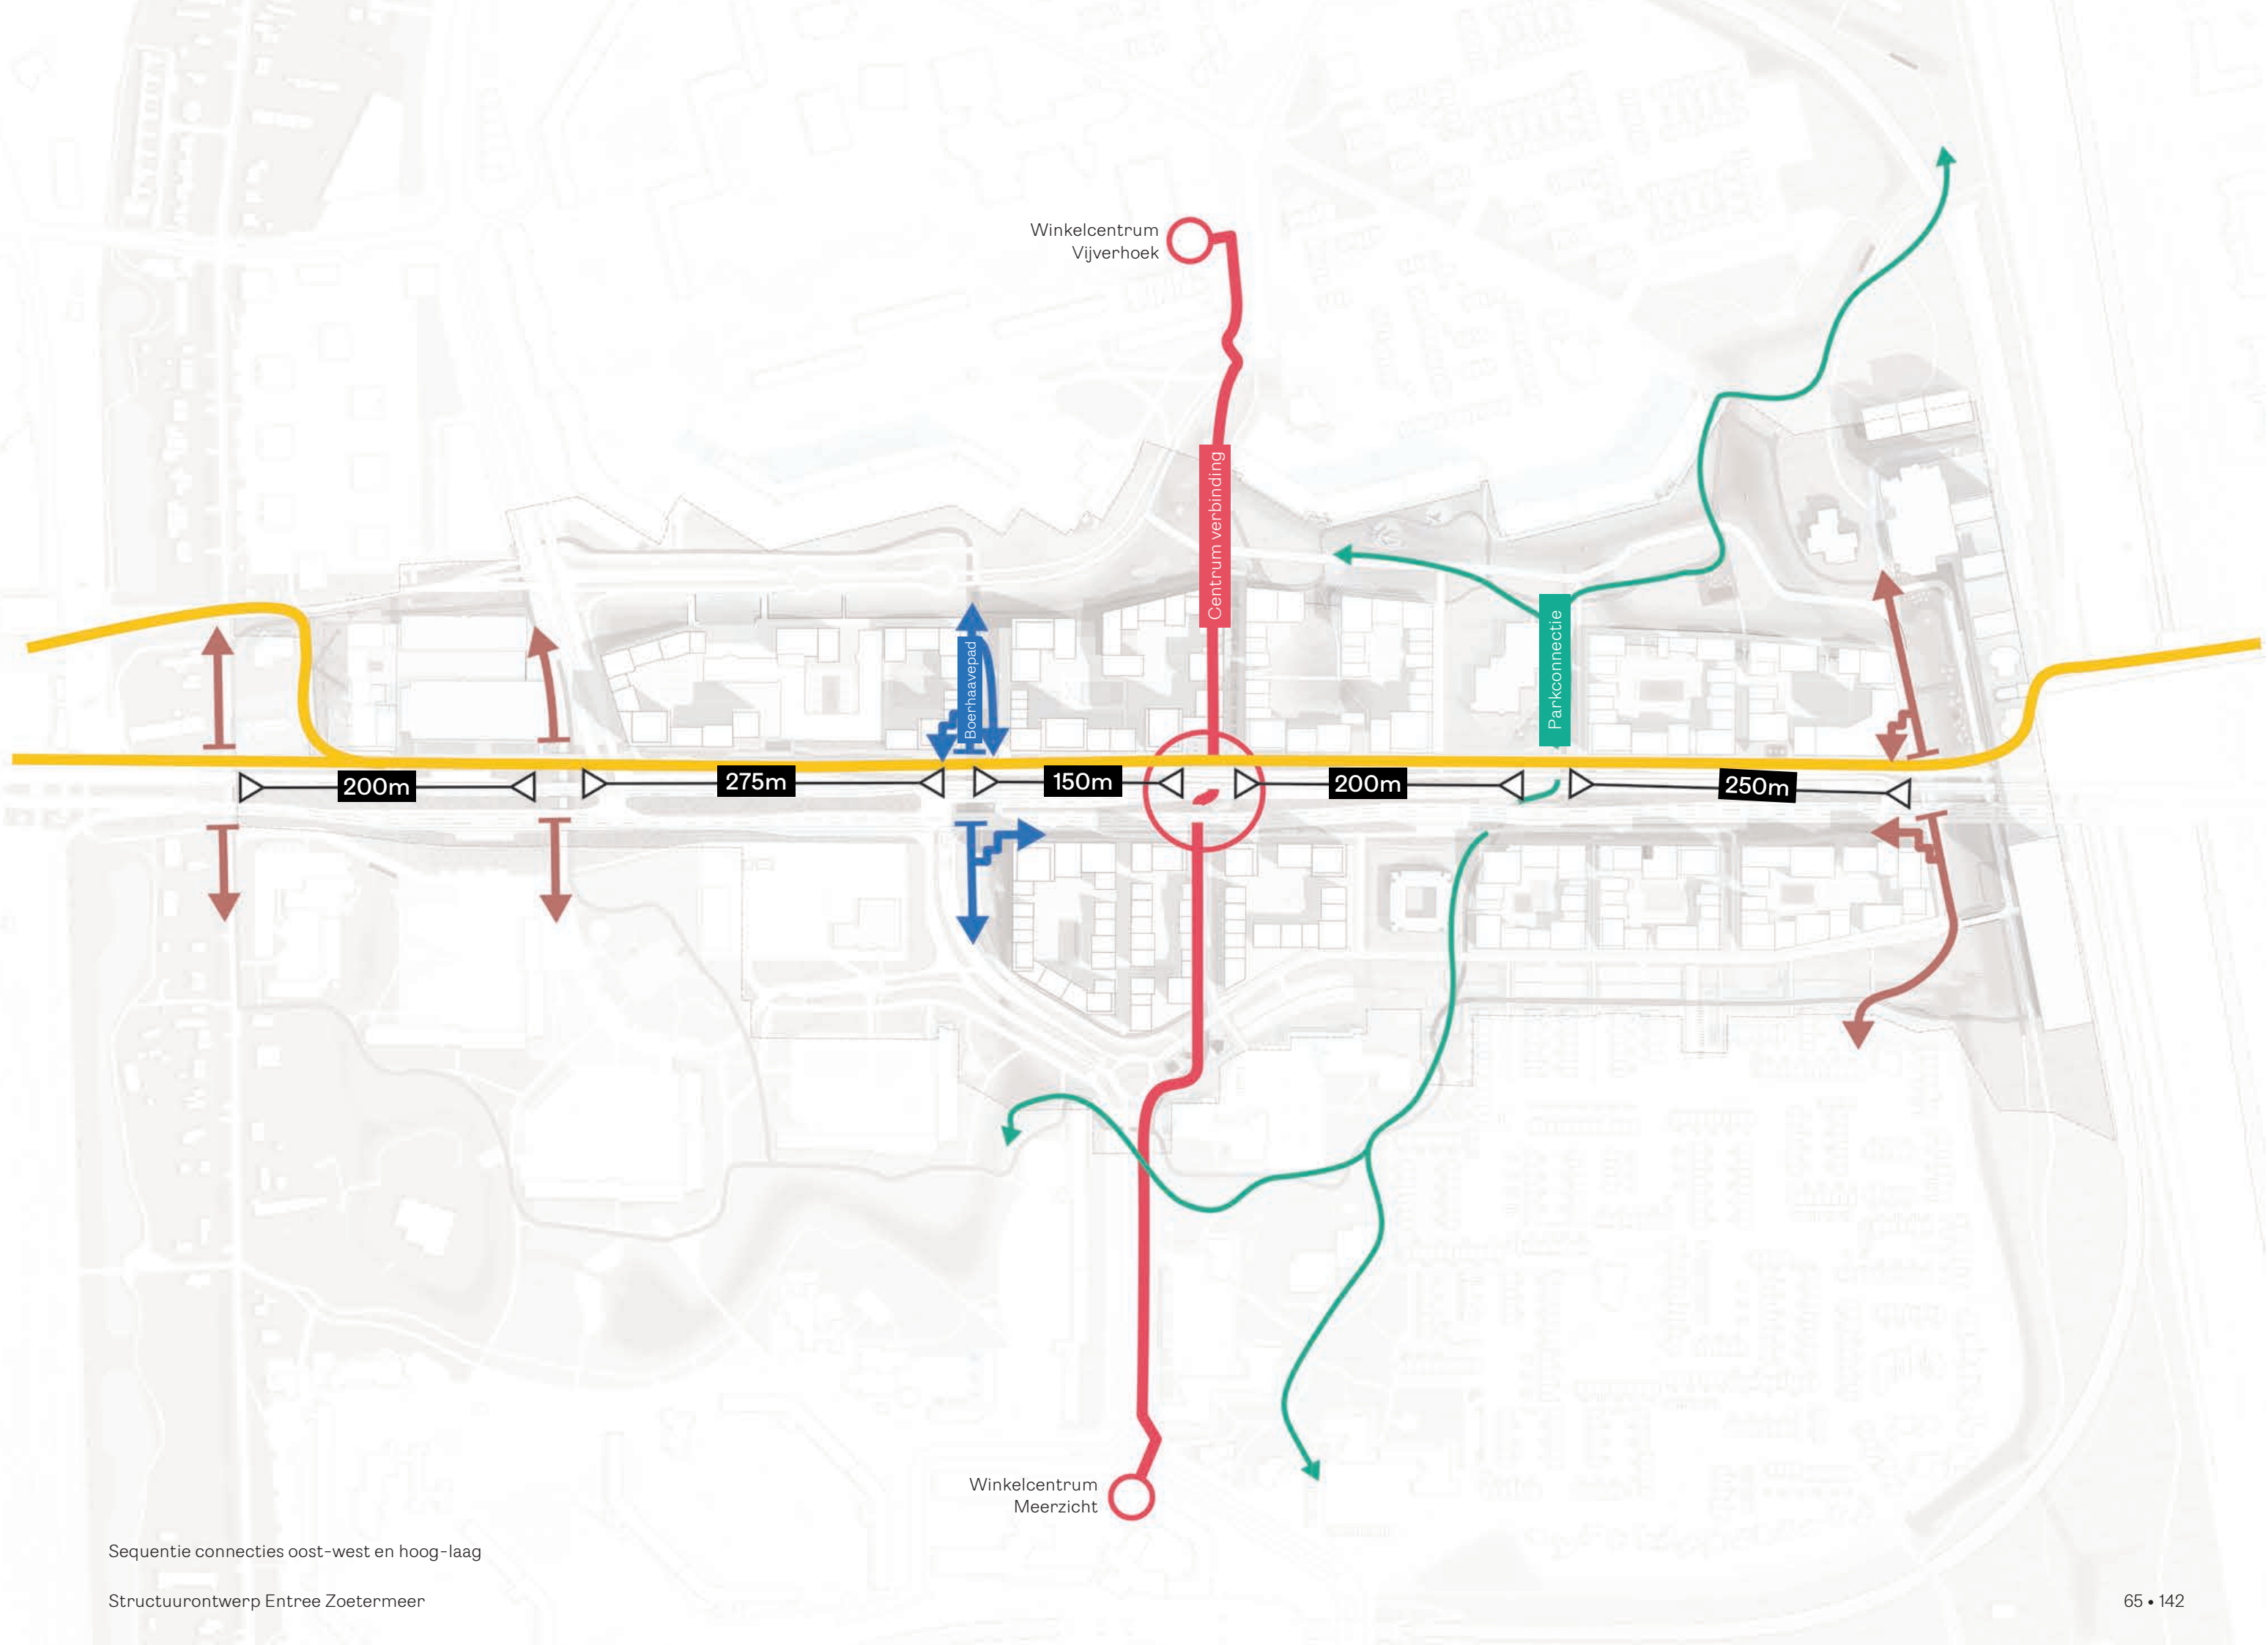 Winkelcentrum
Vijverhoek
Centrum verbinding
Boerhaavepad
Parkconnectie
200m
275m
150m
200m
250m
Winkelcentrum
Meerzicht
Sequentie connecties oost-west en hoog-laag
Structuurontwerp Entree Zoetermeer
65 • 142